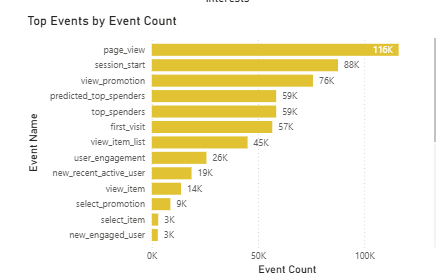 Interests
Top Events by Event Count
Event Name
page_view 116K
session_start 88K
view_promotion 76K
predicted_top_spenders 59K
top_spenders 59K
first_visit 57K
view_item_list 45K
user_engagement 26K
new_recent_active_user 19K
view_item 14K
select_promotion 9K
select_item 3K
new_engaged_user 3K
0K 50K 100K
Event Count